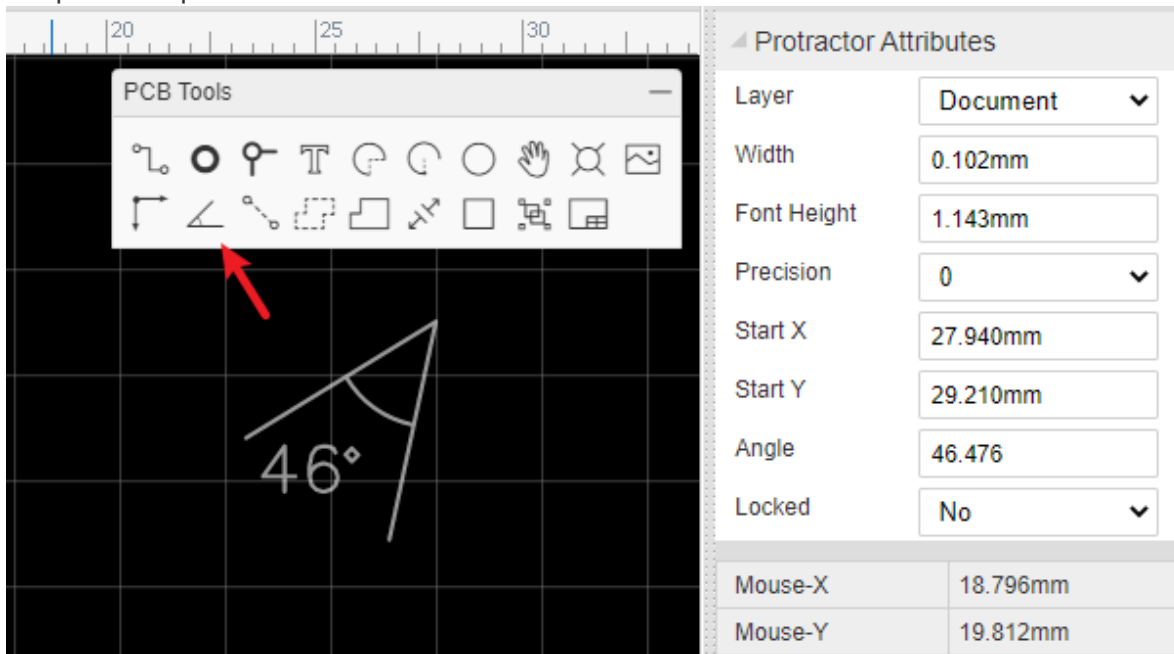 20 25 30
PCB Tools
46°
Protractor Attributes
Layer Document
Width 0.102mm
Font Height 1.143mm
Precision 0
Start X 27.940mm
Start Y 29.210mm
Angle 46.476
Locked No
Mouse-X 18.796mm
Mouse-Y 19.812mm